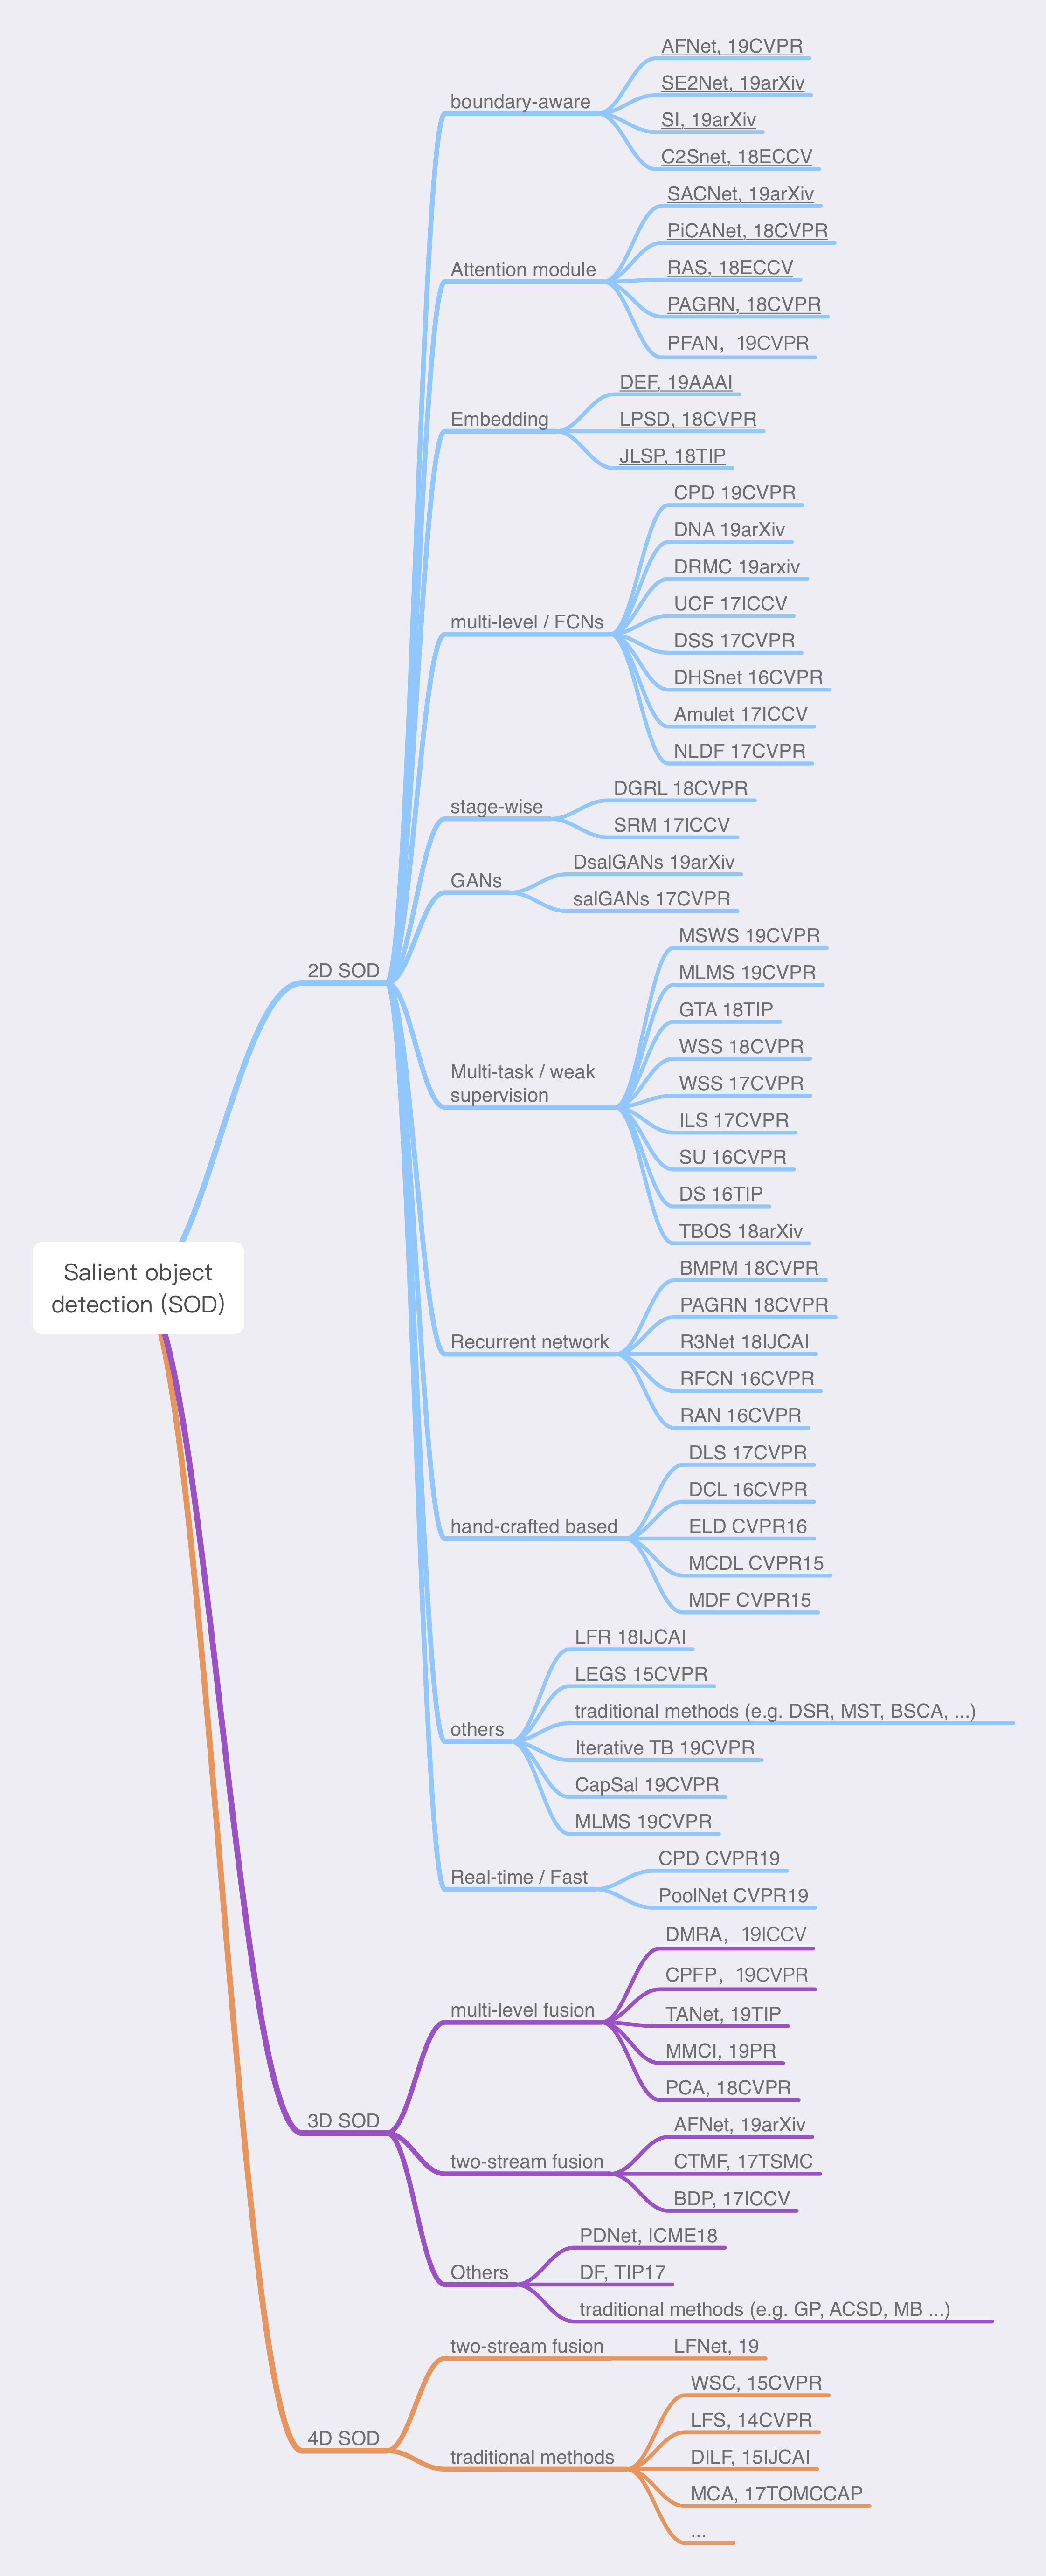 AFNet, 19CVPR
SE2Net, 19arXiv
boundary-aware
SI, 19arXiv
C2Snet, 18ECCV
SACNet, 19arXiv
PiCANet, 18CVPR
Attention module
RAS, 18ECCV
PAGRN, 18CVPR
PFAN，19CVPR
DEF, 19AAAI
Embedding
LPSD, 18CVPR
JLSP, 18TIP
CPD 19CVPR
DNA 19arXiv
DRMC 19arxiv
UCF 17ICCV
multi-level / FCNs
DSS 17CVPR
DHSnet 16CVPR
Amulet 17ICCV
NLDF 17CVPR
DGRL 18CVPR
stage-wise
SRM 17ICCV
DsalGANs 19arXiv
GANs
salGANs 17CVPR
MSWS 19CVPR
2D SOD
MLMS 19CVPR
GTA 18TIP
WSS 18CVPR
Multi-task / weak
supervision
WSS 17CVPR
ILS 17CVPR
SU 16CVPR
DS 16TIP
TBOS 18arXiv
BMPM 18CVPR
Salient object
detection (SOD)
PAGRN 18CVPR
Recurrent network
R3Net 18IJCAI
RFCN 16CVPR
RAN 16CVPR
DLS 17CVPR
DCL 16CVPR
hand-crafted based
ELD CVPR16
MCDL CVPR15
MDF CVPR15
LFR 18IJCAI
LEGS 15CVPR
traditional methods (e.g. DSR, MST, BSCA, ...)
others
Iterative TB 19CVPR
CapSal 19CVPR
MLMS 19CVPR
CPD CVPR19
Real-time / Fast
PoolNet CVPR19
DMRA，19ICCV
CPFP，19CVPR
multi-level fusion
TANet, 19TIP
MMCI, 19PR
PCA, 18CVPR
3D SOD
AFNet, 19arXiv
two-stream fusion
CTMF, 17TSMC
BDP, 17ICCV
PDNet, ICME18
Others
DF, TIP17
traditional methods (e.g. GP, ACSD, MB ...)
two-stream fusion
LFNet, 19
WSC, 15CVPR
LFS, 14CVPR
4D SOD
traditional methods
DILF, 15IJCAI
MCA, 17TOMCCAP
...